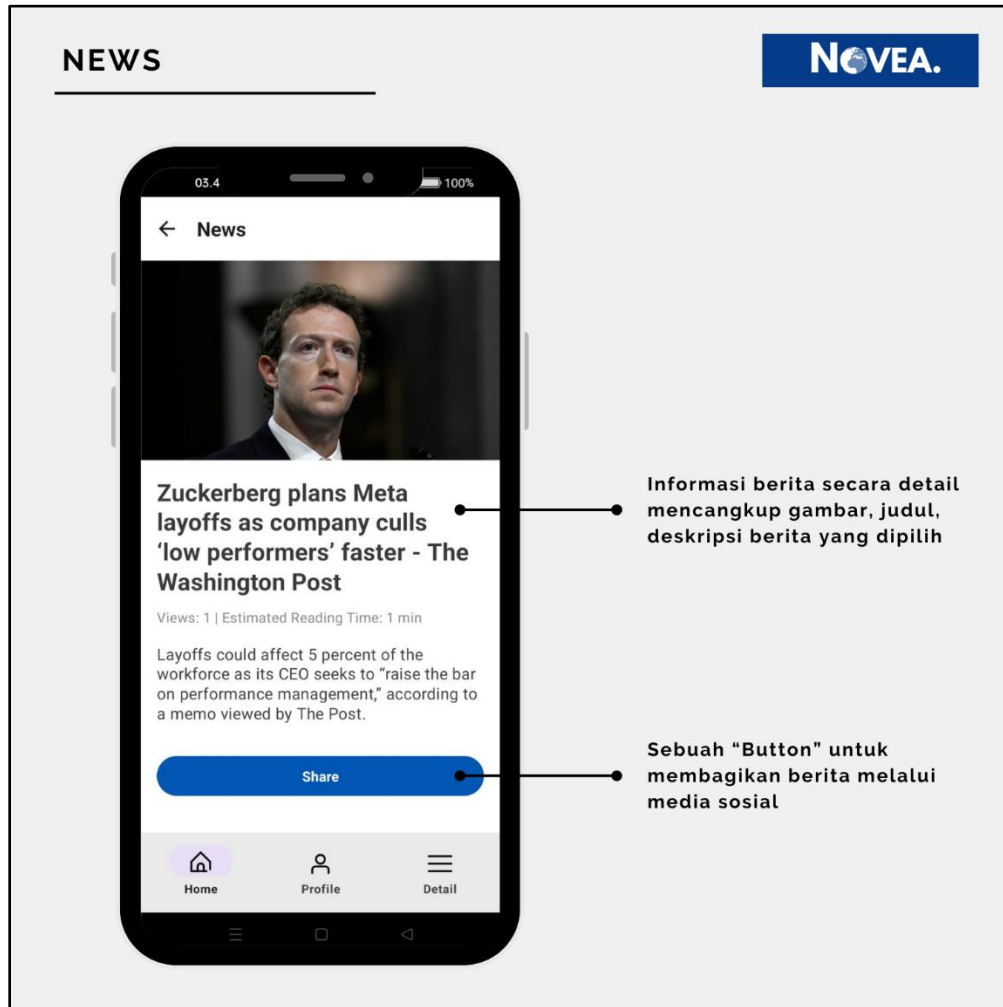 NEWS
NOVEA.
03.4
100%
← News
Zuckerberg plans Meta
layoffs as company culls
‘low performers’ faster - The
Washington Post
Views: 1 | Estimated Reading Time: 1 min
Layoffs could affect 5 percent of the
workforce as its CEO seeks to “raise the bar
on performance management,” according to
a memo viewed by The Post.
Share
Home
Profile
Detail
Informasi berita secara detail
mencangkup gambar, judul,
deskripsi berita yang dipilih
Sebuah “Button” untuk
membagikan berita melalui
media sosial